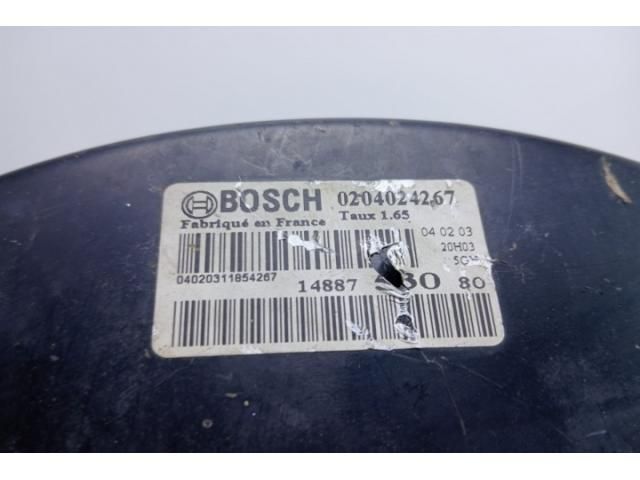 BOSCH 0204024267
Fabriqué en France Taux 1.65
04 02 03
20H03
04020311854267
14887 80